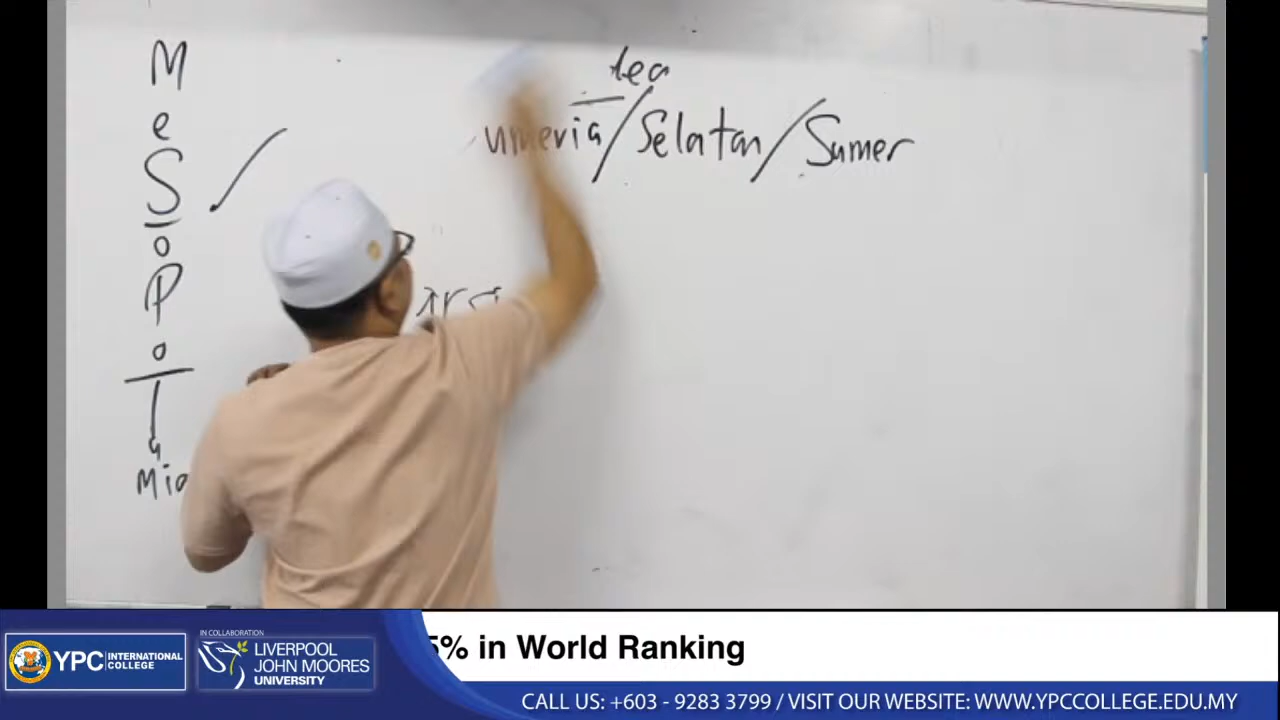 M
e
S
o
P
o
T
a
Mia
tea
umeria/Selatan/Sumer
5% in World Ranking
YPC INTERNATIONAL COLLEGE
IN COLLABORATION
LIVERPOOL
JOHN MOORES
UNIVERSITY
CALL US: +603 - 9283 3799 / VISIT OUR WEBSITE: WWW.YPCCOLLEGE.EDU.MY